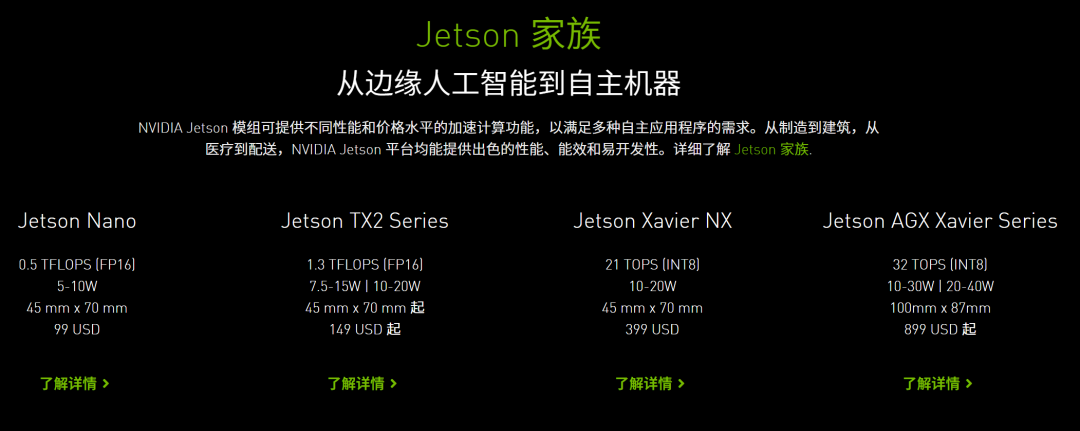 Jetson 家族
从边缘人工智能到自主机器
NVIDIA Jetson 模组可提供不同性能和价格水平的加速计算功能，以满足多种自主应用程序的需求。从制造到建筑，从
医疗到配送，NVIDIA Jetson 平台均能提供出色的性能、能效和易开发性。详细了解 Jetson 家族.
Jetson Nano
0.5 TFLOPS (FP16)
5-10W
45 mm x 70 mm
99 USD
了解详情 >
Jetson TX2 Series
1.3 TFLOPS (FP16)
7.5-15W | 10-20W
45 mm x 70 mm 起
149 USD 起
了解详情 >
Jetson Xavier NX
21 TOPS (INT8)
10-20W
45 mm x 70 mm
399 USD
了解详情 >
Jetson AGX Xavier Series
32 TOPS (INT8)
10-30W | 20-40W
100mm x 87mm
899 USD 起
了解详情 >